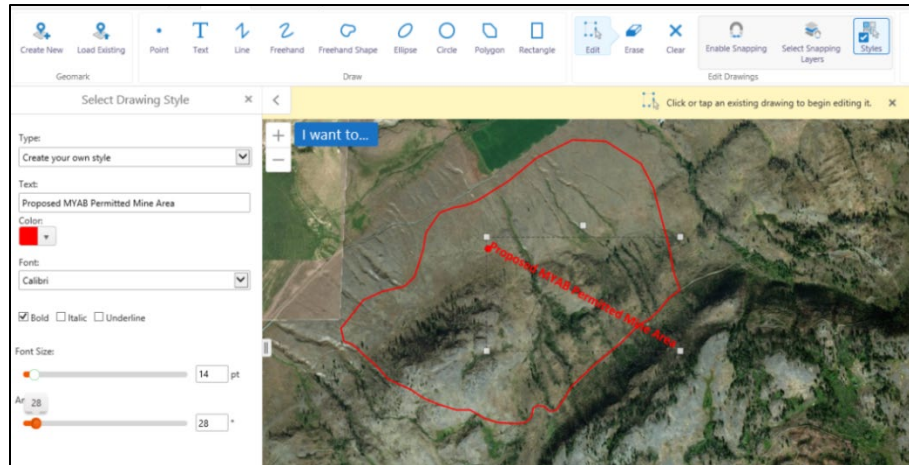 Create New
Load Existing
Point
Text
Line
Freehand
Freehand Shape
Ellipse
Circle
Polygon
Rectangle
Edit
Erase
Clear
Enable Snapping
Select Snapping
Layers
Styles
Geomark
Draw
Edit Drawings
Select Drawing Style
Click or tap an existing drawing to begin editing it.
I want to...
Type:
Create your own style
Text:
Proposed MYAB Permitted Mine Area
Color:
Font:
Calibri
Bold
Italic
Underline
Font Size:
14 pt
28
28 °
Proposed MYAB Permitted Mine Area